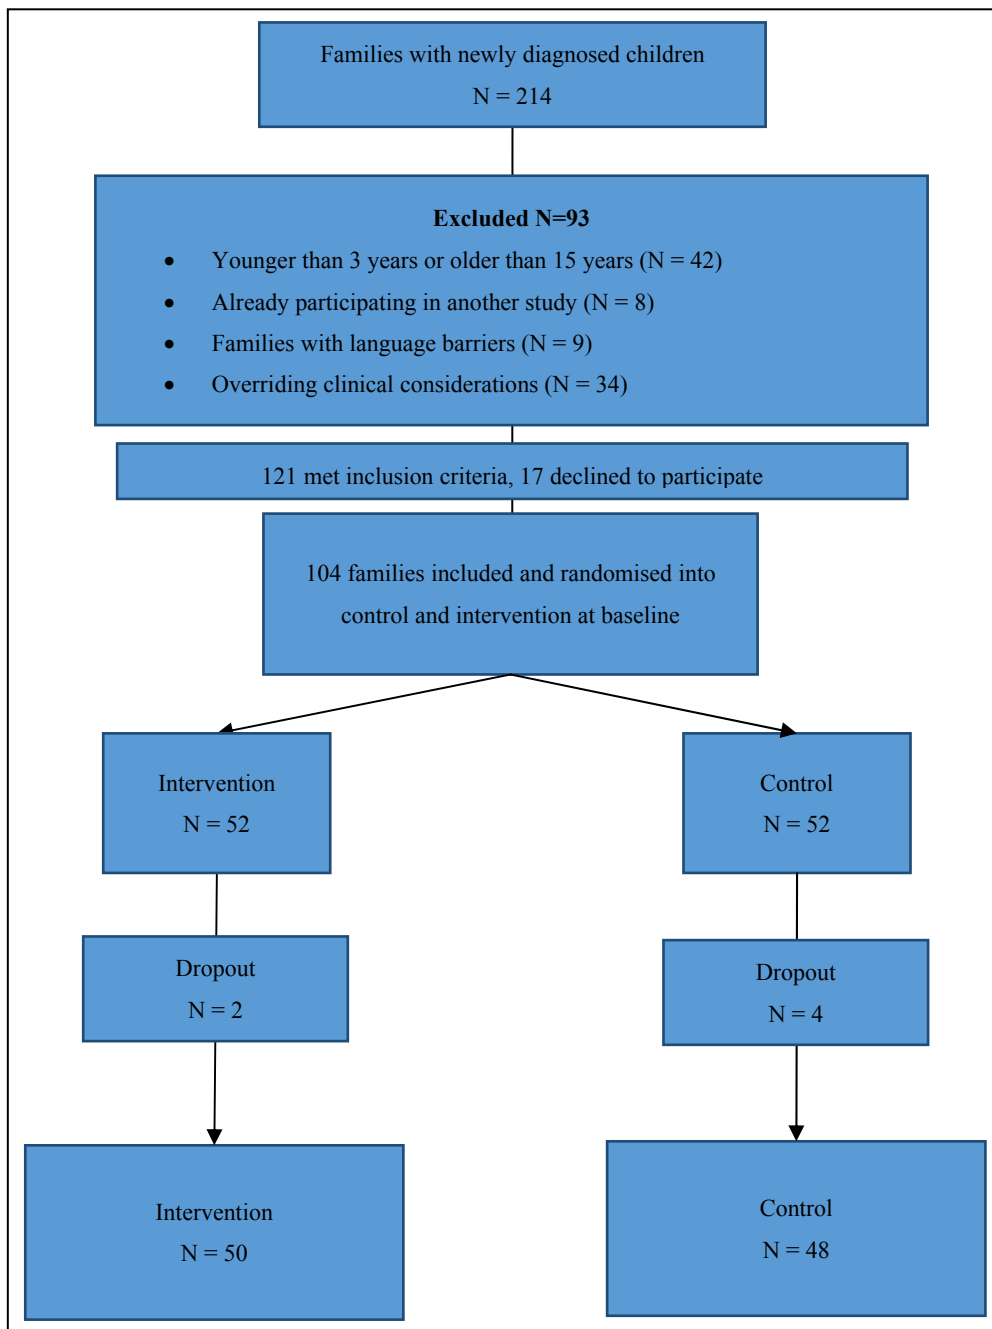 Families with newly diagnosed children
N = 214
Excluded N=93
• Younger than 3 years or older than 15 years (N = 42)
• Already participating in another study (N = 8)
• Families with language barriers (N = 9)
• Overriding clinical considerations (N = 34)
121 met inclusion criteria, 17 declined to participate
104 families included and randomised into
control and intervention at baseline
Intervention
N = 52
Control
N = 52
Dropout
N = 2
Dropout
N = 4
Intervention
N = 50
Control
N = 48